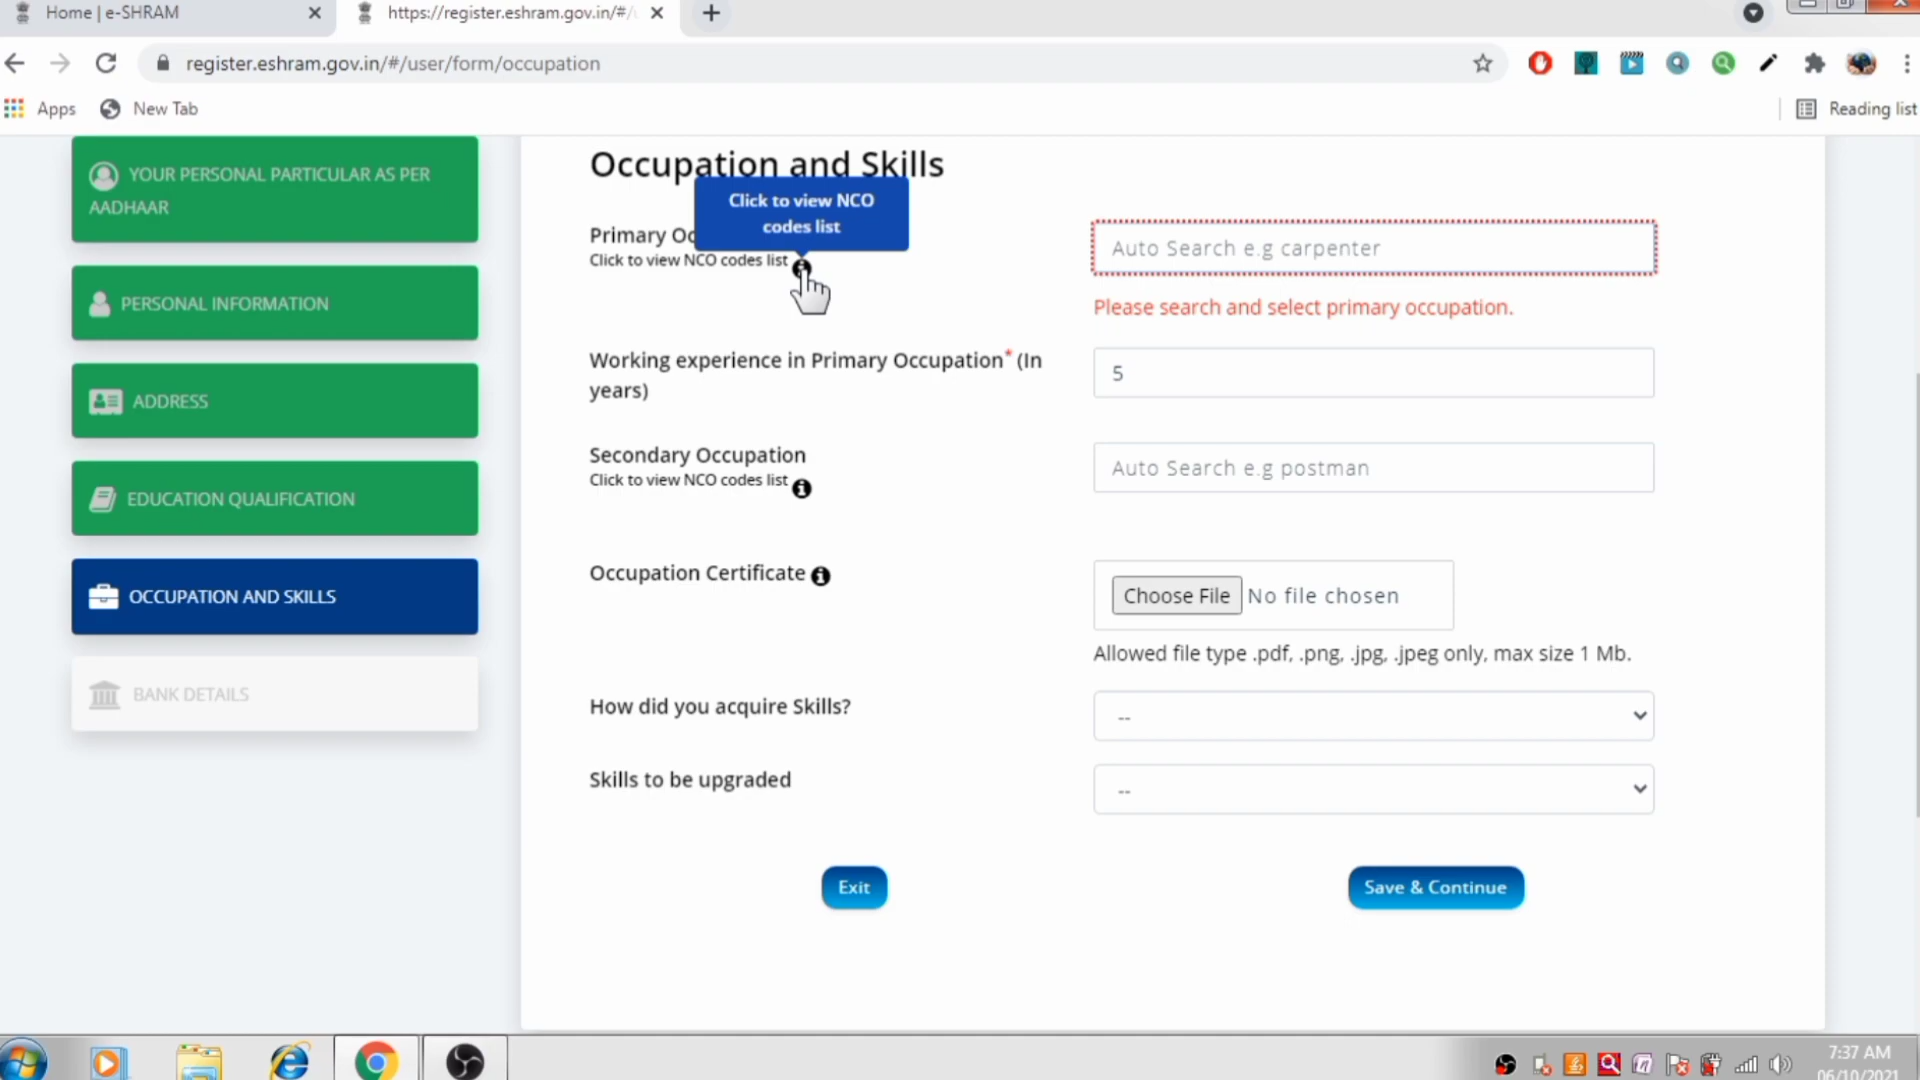 Home | e-SHRAM
https://register.eshram.gov.in/#/
register.eshram.gov.in/#/user/form/occupation
Apps
New Tab
Reading list
YOUR PERSONAL PARTICULAR AS PER
AADHAAR
PERSONAL INFORMATION
ADDRESS
EDUCATION QUALIFICATION
OCCUPATION AND SKILLS
BANK DETAILS
Occupation and Skills
Click to view NCO
codes list
Primary Oc
Click to view NCO codes list
Auto Search e.g carpenter
Please search and select primary occupation.
Working experience in Primary Occupation* (In
years)
5
Secondary Occupation
Click to view NCO codes list
Auto Search e.g postman
Occupation Certificate
Choose File No file chosen
Allowed file type .pdf, .png, .jpg, .jpeg only, max size 1 Mb.
How did you acquire Skills?
--
Skills to be upgraded
--
Exit
Save & Continue
7:37 AM
06/10/2021